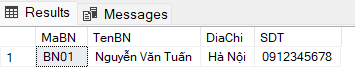 Results Messages
MaBN TenBN DiaChi SDT
1 BN01 Nguyễn Văn Tuấn Hà Nội 0912345678